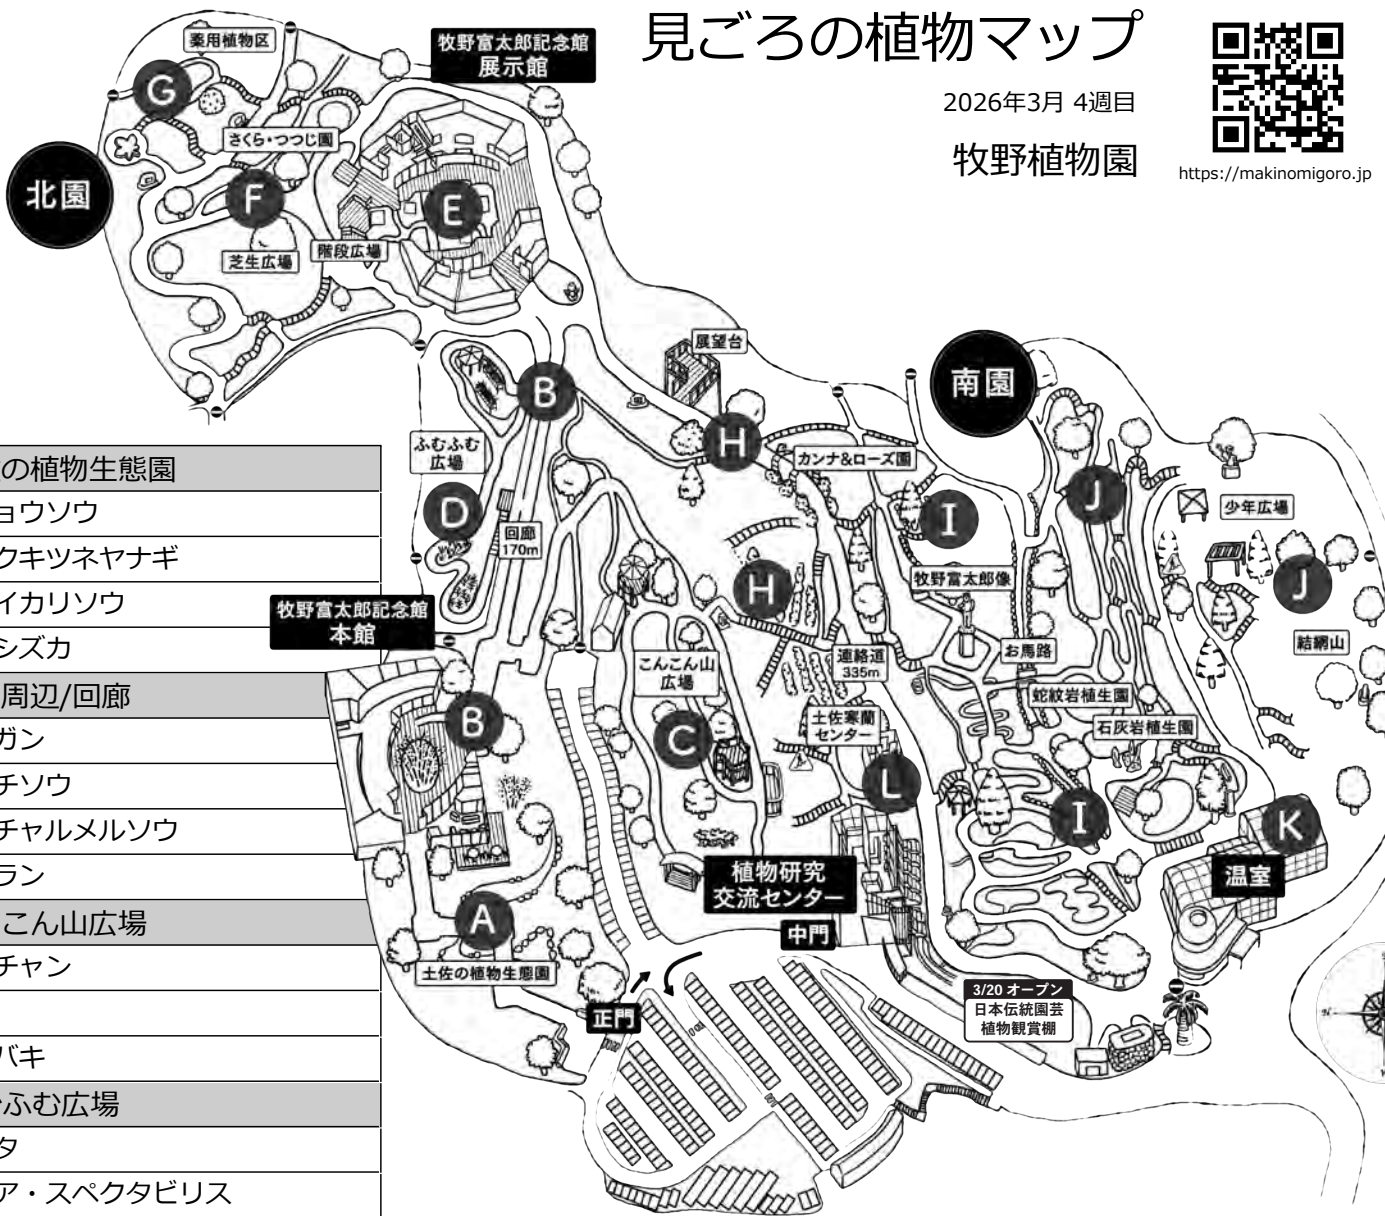 見ごろの植物マップ
2026年3月 4週目
牧野植物園
https://makinomigoro.jp
薬用植物区
牧野富太郎記念館
展示館
G
さくら・つつじ園
北園
F
E
芝生広場
階段広場
展望台
南園
B
ふむふむ
広場
H
カンナ&ローズ園
D
回廊
170m
I
J
少年広場
H
牧野富太郎像
J
牧野富太郎記念館
本館
こんこん山
広場
連絡道
335m
お馬路
結網山
蛇紋岩植生園
B
C
土佐寒蘭
センター
石灰岩植生園
L
I
K
植物研究
交流センター
温室
A
中門
土佐の植物生態園
正門
3/20 オープン
日本伝統園芸
植物観賞棚
の植物生態園
ョウソウ
クキツネヤナギ
イカリソウ
シズカ
周辺/回廊
ガン
チソウ
チャルメルソウ
ラン
こん山広場
チャン
バキ
ふむ広場
タ
ア・スペクタビリス